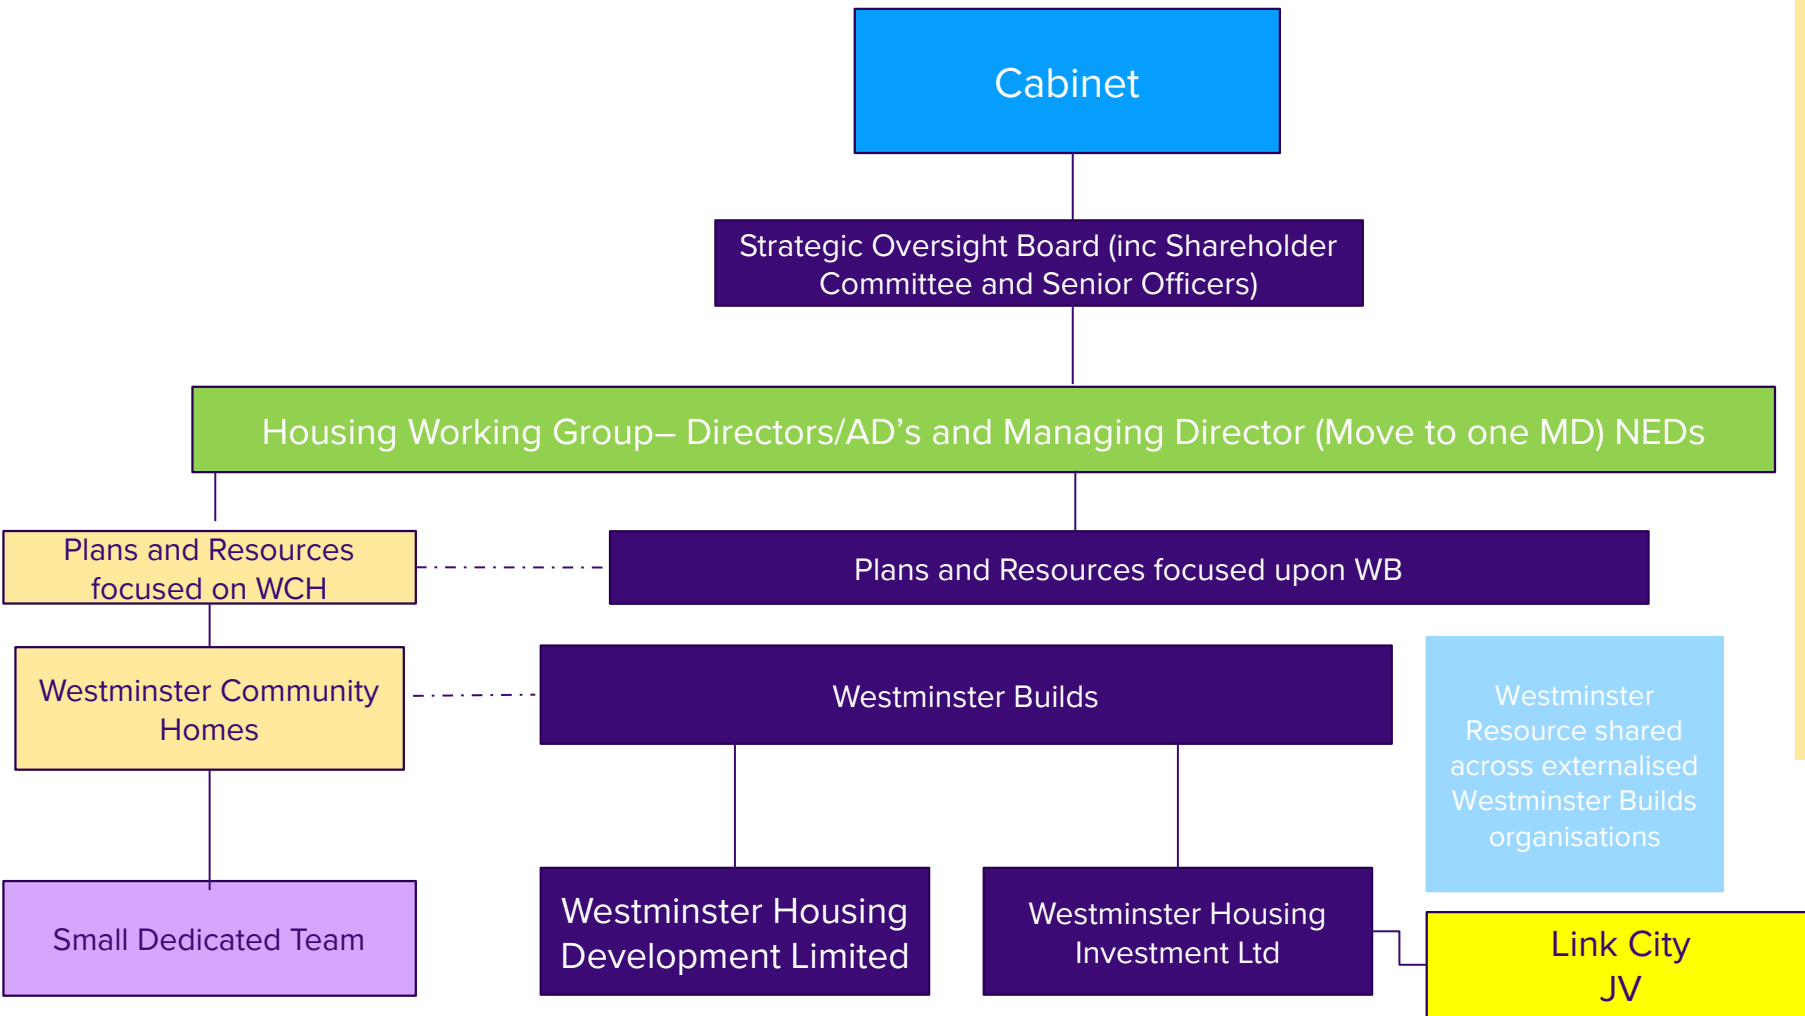 Cabinet
Strategic Oversight Board (inc Shareholder
Committee and Senior Officers)
Housing Working Group– Directors/AD’s and Managing Director (Move to one MD) NEDs
Plans and Resources
focused on WCH
Plans and Resources focused upon WB
Westminster Community
Homes
Westminster Builds
Westminster
Resource shared
across externalised
Westminster Builds
organisations
Small Dedicated Team
Westminster Housing
Development Limited
Westminster Housing
Investment Ltd
Link City
JV